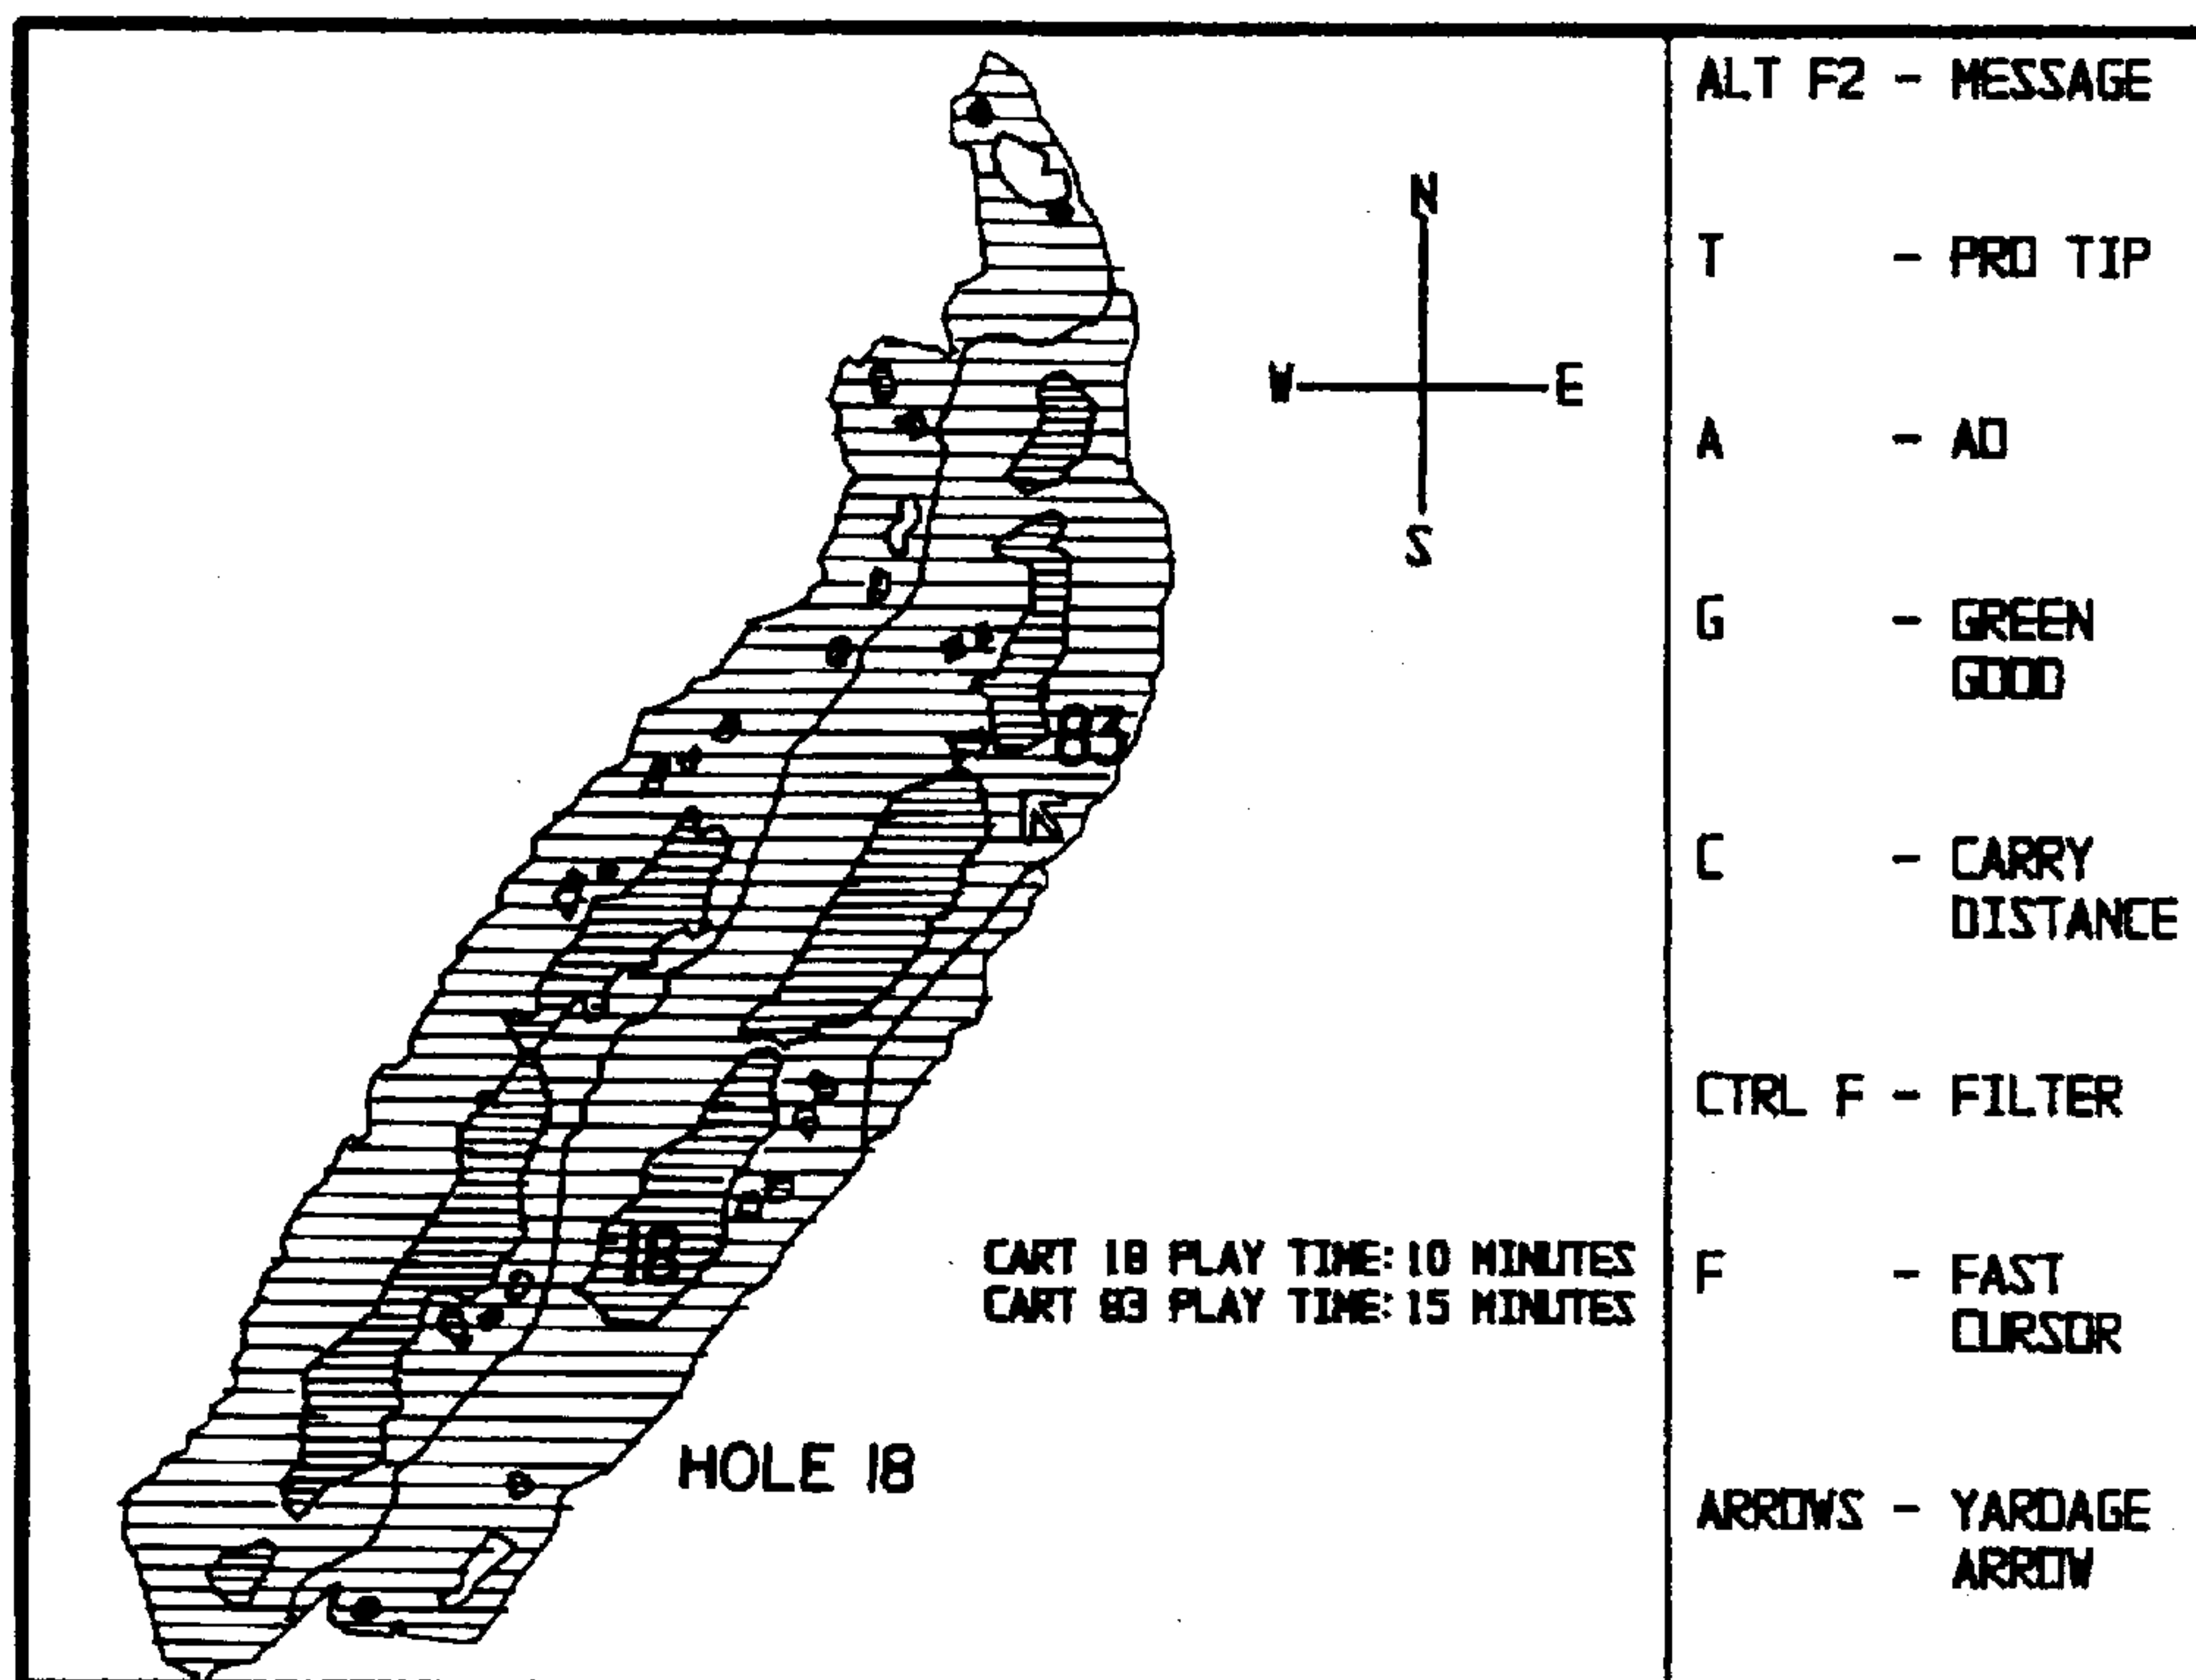 N
W E
S
83
18
CART 18 PLAY TIME: 10 MINUTES
CART 83 PLAY TIME: 15 MINUTES
HOLE 18
ALT F2 - MESSAGE
T - PRO TIP
A - AD
G - GREEN
GOOD
C - CARRY
DISTANCE
CTRL F - FILTER
F - FAST
CURSOR
ARROWS - YARDAGE
ARROW